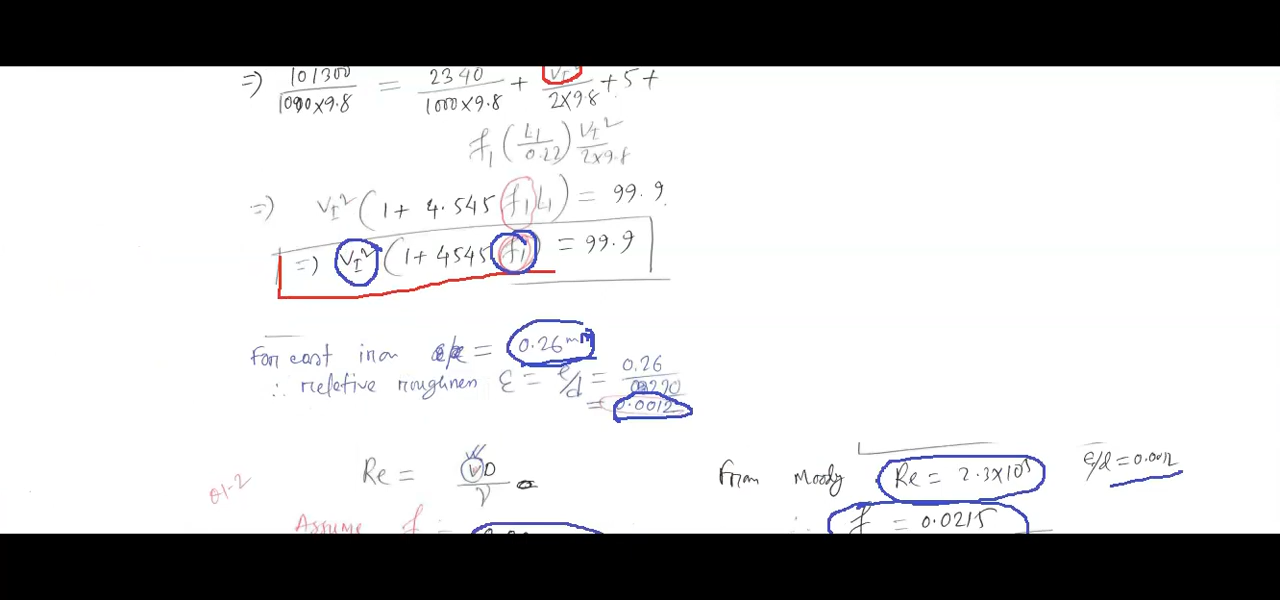 =) 101300 / 1000×9.8 = 2340 / 1000×9.8 + V₁² / 2×9.8 + 5 +
f₁ (L₁ / 0.22) V₁² / 2×9.8
=) V₁² (1 + 4.545 f₁ L₁) = 99.9
=) V₁² (1 + 4545 f₁) = 99.9
For cast iron = 0.26 mm
∴ relative roughness ε = e/d = 0.26 / 220
= 0.0012
Re = VD / ν
From Moody Re = 2.3×10⁵ e/d = 0.0012
Assume f =
∴ f = 0.0215